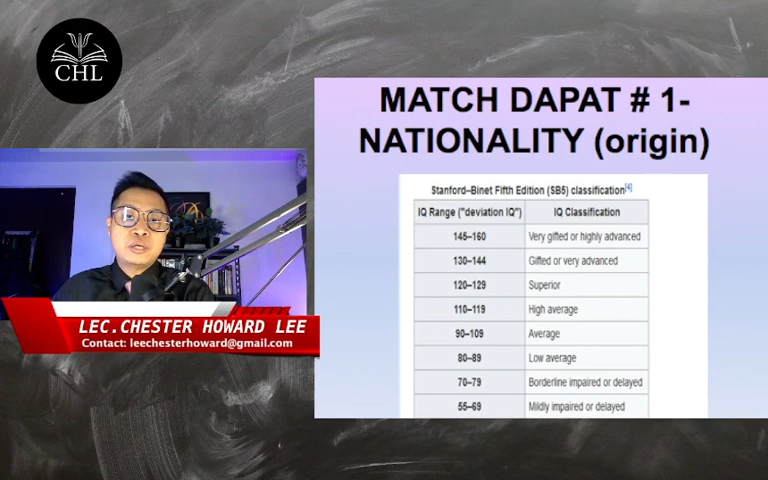 CHL
MATCH DAPAT # 1-
NATIONALITY (origin)
Stanford–Binet Fifth Edition (SB5) classification[4]
IQ Range ("deviation IQ") IQ Classification
145–160 Very gifted or highly advanced
130–144 Gifted or very advanced
120–129 Superior
110–119 High average
90–109 Average
80–89 Low average
70–79 Borderline impaired or delayed
55–69 Mildly impaired or delayed
LEC.CHESTER HOWARD LEE
Contact: leechesterhoward@gmail.com